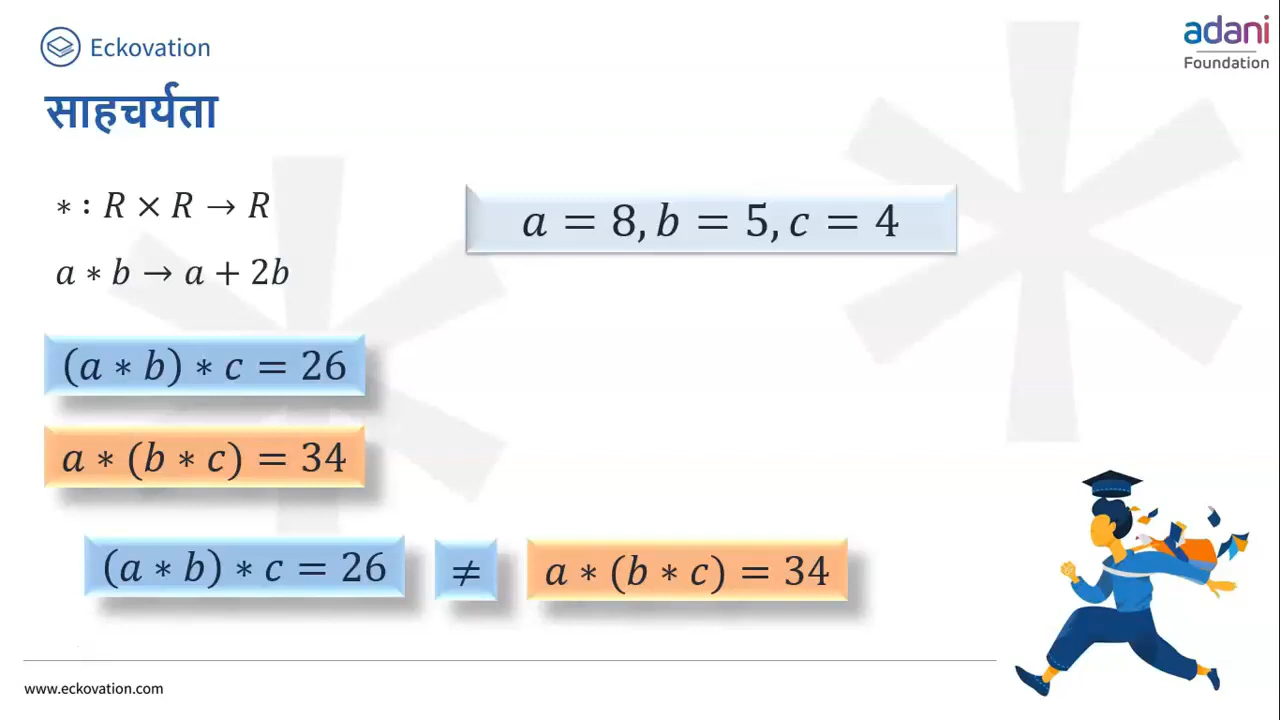 Eckovation
adani
Foundation
साहचर्यता
∗ : R × R → R
a = 8, b = 5, c = 4
a ∗ b → a + 2b
(a ∗ b) ∗ c = 26
a ∗ (b ∗ c) = 34
(a ∗ b) ∗ c = 26 ≠ a ∗ (b ∗ c) = 34
www.eckovation.com